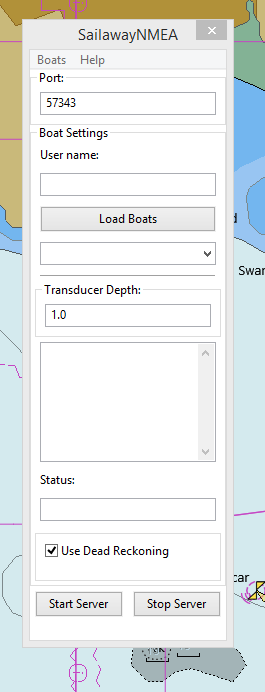 SailawayNMEA
Boats Help
Port:
57343
Boat Settings
User name:
Load Boats
Swar
Transducer Depth:
1.0
Status:
Use Dead Reckoning
car
Start Server Stop Server